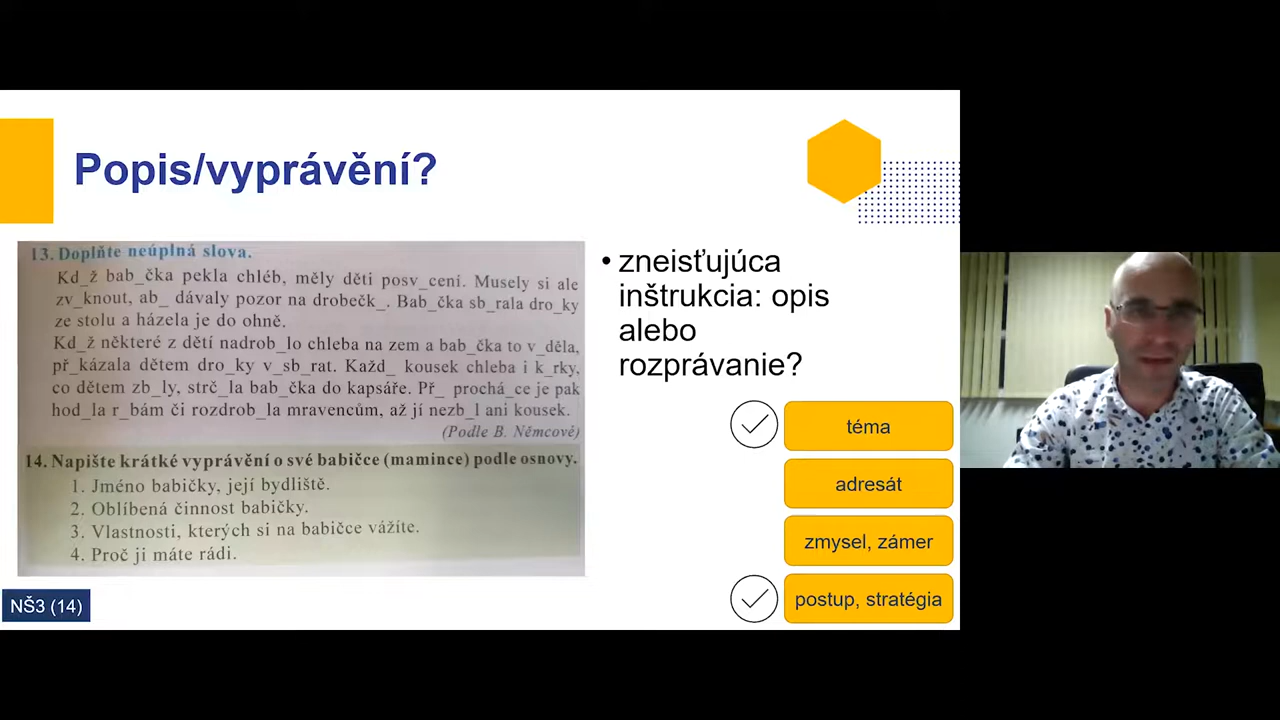 Popis/vyprávění?
13. Doplňte neúplná slova.
Kd_ž bab_čka pekla chléb, měly děti posv_cení. Musely si ale
zv_knout, ab_ dávaly pozor na drobečk_. Bab_čka sb_rala dro_ky
ze stolu a házela je do ohně.
Kd_ž některé z dětí nadrob_lo chleba na zem a bab_čka to v_děla,
př_kázala dětem dro_ky v_sb_rat. Každ_ kousek chleba i k_rky,
co dětem zb_ly, strč_la bab_čka do kapsáře. Př_ prochá_ce je pak
hod_la r_bám či rozdrob_la mravencům, až jí nezb_l ani kousek.
(Podle B. Němcové)
14. Napište krátké vyprávění o své babičce (mamince) podle osnovy.
1. Jméno babičky, její bydliště.
2. Oblíbená činnost babičky.
3. Vlastnosti, kterých si na babičce vážíte.
4. Proč ji máte rádi.
NŠ3 (14)
• zneisťujúca
inštrukcia: opis
alebo
rozprávanie?
téma
adresát
zmysel, zámer
postup, stratégia